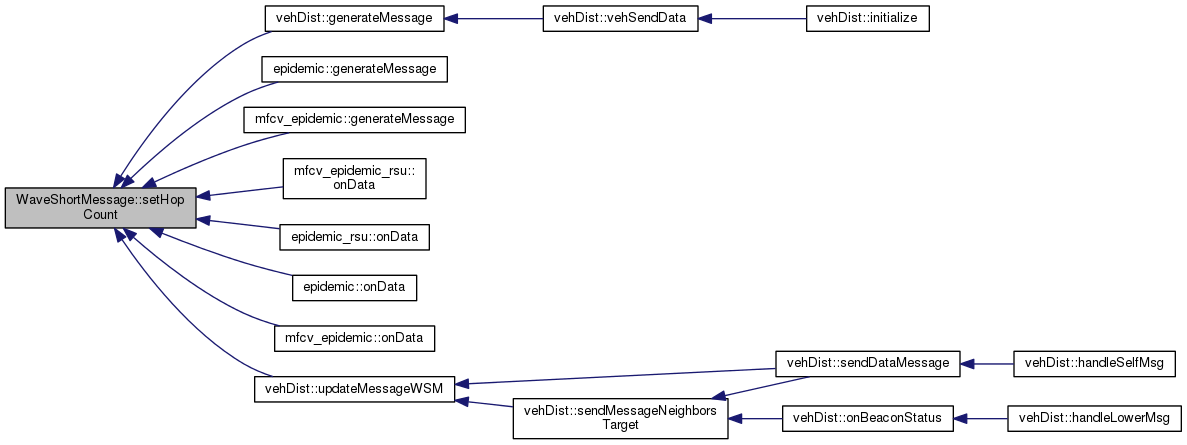 vehDist::generateMessage
vehDist::vehSendData
vehDist::initialize
epidemic::generateMessage
mfcv_epidemic::generateMessage
mfcv_epidemic_rsu::
onData
WaveShortMessage::setHop
Count
epidemic_rsu::onData
epidemic::onData
mfcv_epidemic::onData
vehDist::updateMessageWSM
vehDist::sendDataMessage
vehDist::handleSelfMsg
vehDist::sendMessageNeighbors
Target
vehDist::onBeaconStatus
vehDist::handleLowerMsg